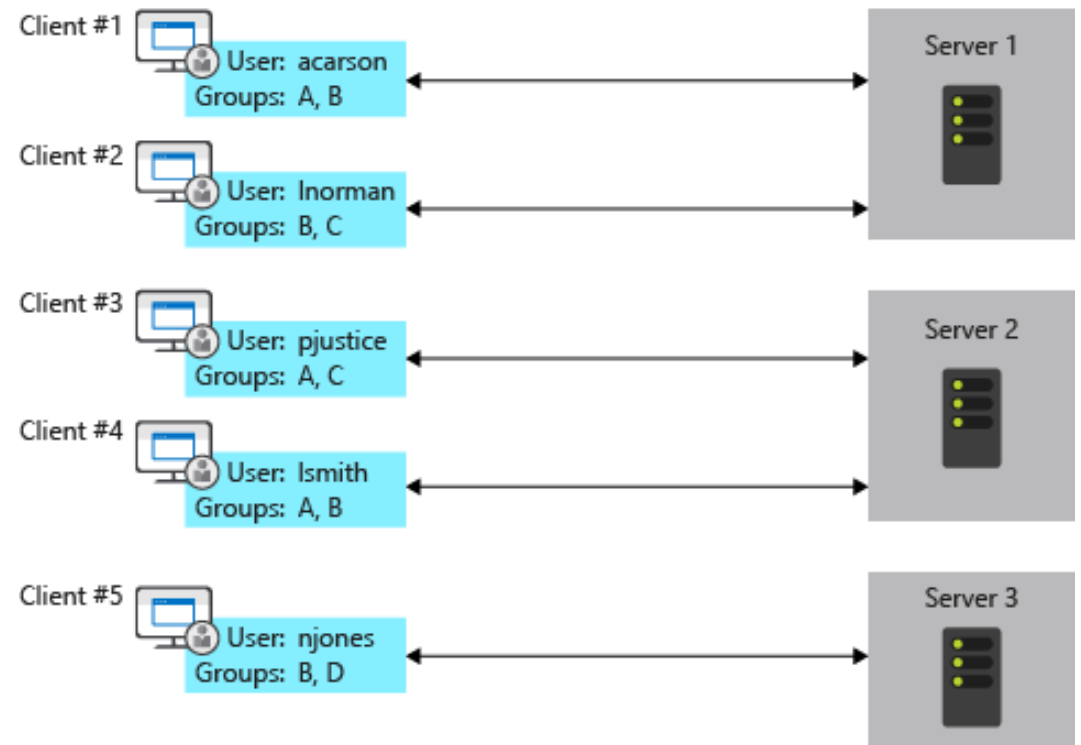 Client #1
User: acarson
Groups: A, B
Server 1
Client #2
User: lnorman
Groups: B, C
Client #3
User: pjustice
Groups: A, C
Server 2
Client #4
User: lsmith
Groups: A, B
Client #5
User: njones
Groups: B, D
Server 3